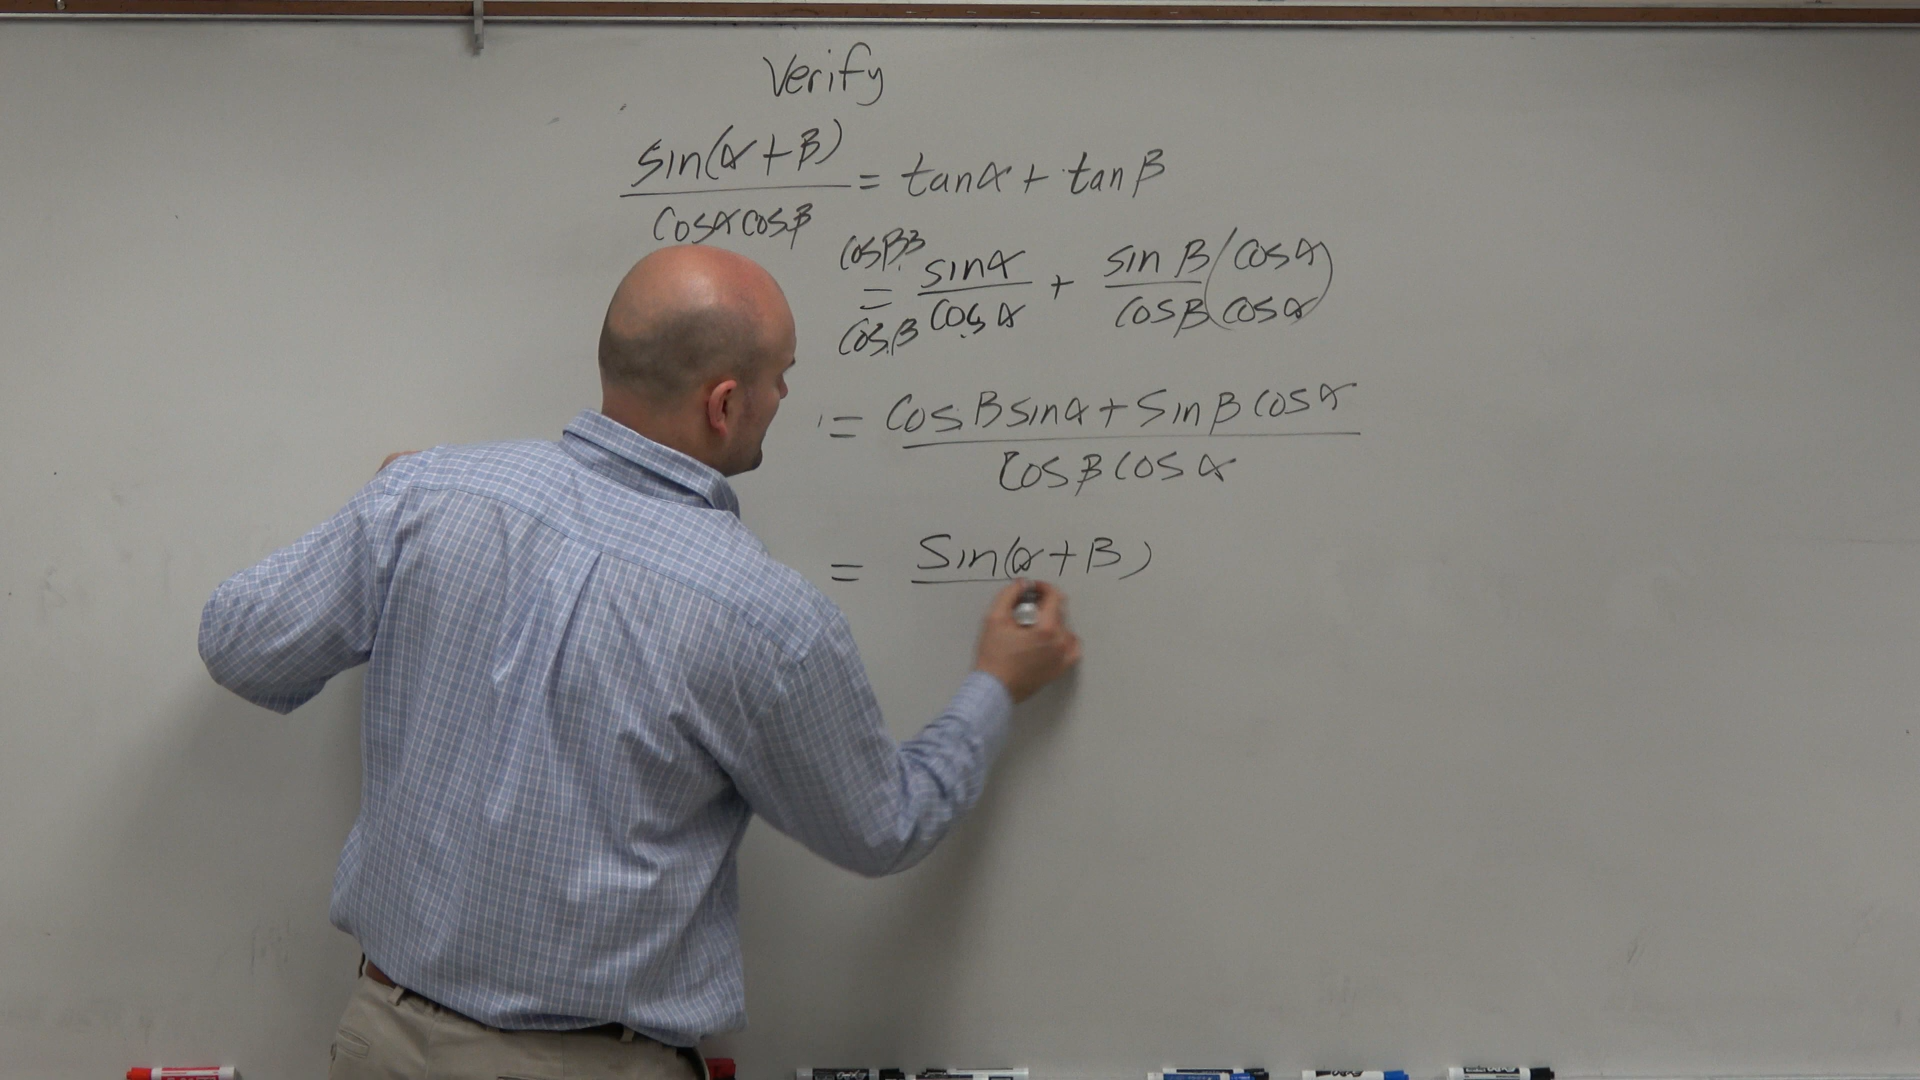 Verify
sin(α+β)
cosα cosβ
= tanα + tanβ
cosβ
cosβ
= sinα
cosα
+
sin β
cosβ
(cosα
cosα)
= cosβ sinα + sinβ cosα
cosβ cosα
= sin(α+β)